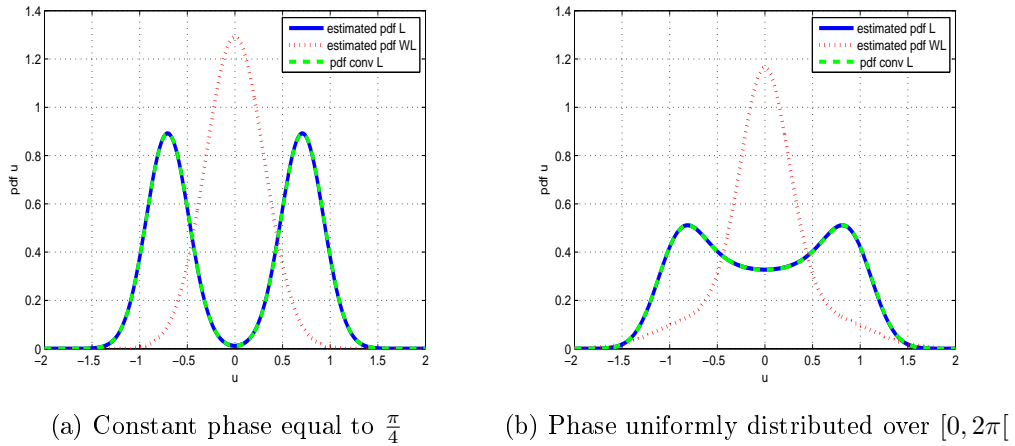 1.4
1.2
1
0.8
0.6
0.4
0.2
0
−2 −1.5 −1 −0.5 0 0.5 1 1.5 2
pdf u
u
estimated pdf L
estimated pdf WL
pdf conv L
1.4
1.2
1
0.8
0.6
0.4
0.2
0
−2 −1.5 −1 −0.5 0 0.5 1 1.5 2
pdf u
u
estimated pdf L
estimated pdf WL
pdf conv L
(a) Constant phase equal to π/4
(b) Phase uniformly distributed over [0, 2π[